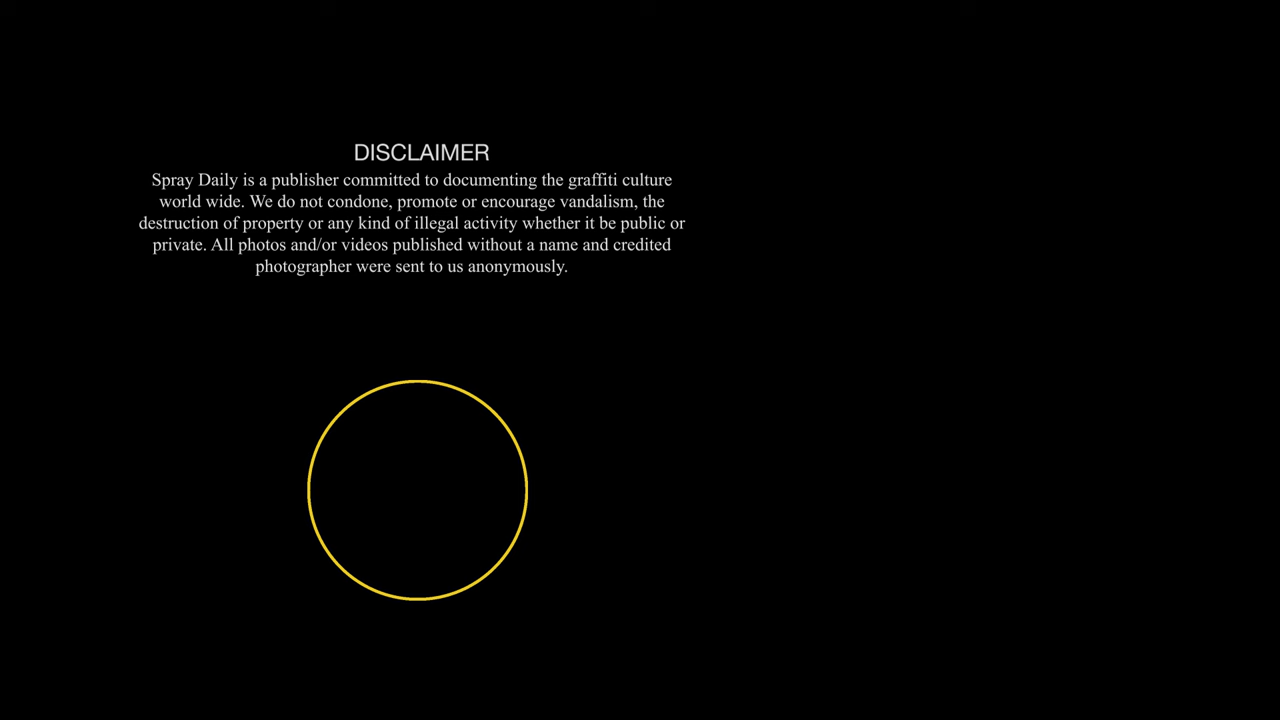 DISCLAIMER
Spray Daily is a publisher committed to documenting the graffiti culture
world wide. We do not condone, promote or encourage vandalism, the
destruction of property or any kind of illegal activity whether it be public or
private. All photos and/or videos published without a name and credited
photographer were sent to us anonymously.